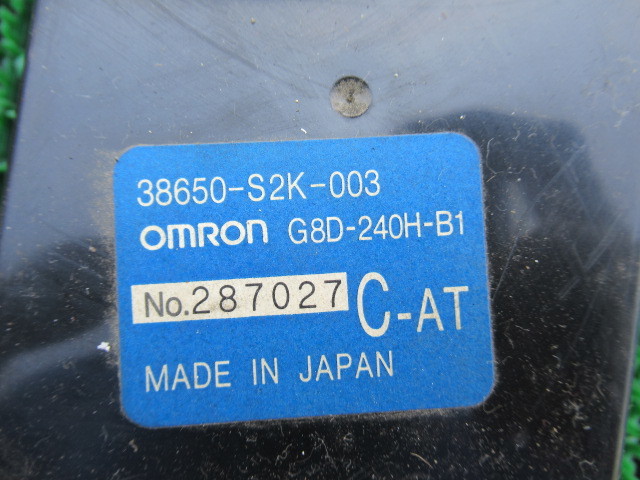 38650-S2K-003
omron G8D-240H-B1
No.287027 C-AT
MADE IN JAPAN